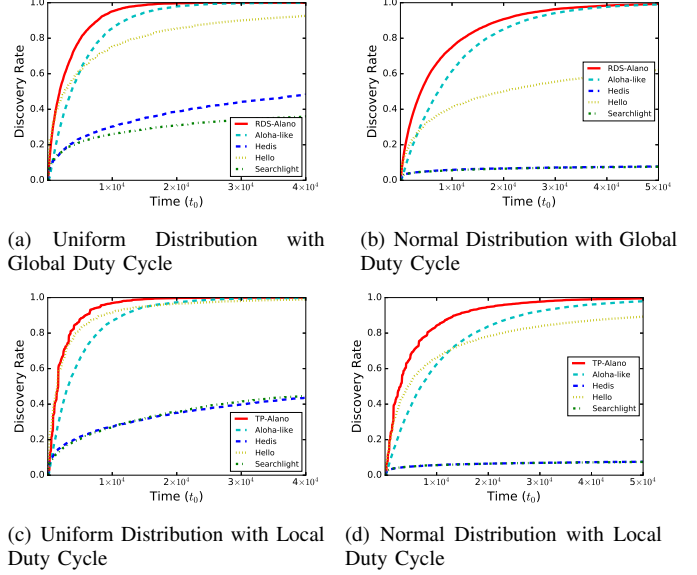 1.0
0.8
0.6
0.4
0.2
0.0
Discovery Rate
RDS-Alano
Aloha-like
Hedis
Hello
Searchlight
1×10⁴ 2×10⁴ 3×10⁴ 4×10⁴
Time (t₀)
(a) Uniform Distribution with
Global Duty Cycle
1.0
0.8
0.6
0.4
0.2
0.0
Discovery Rate
RDS-Alano
Aloha-like
Hedis
Hello
Searchlight
1×10⁴ 2×10⁴ 3×10⁴ 4×10⁴ 5×10⁴
Time (t₀)
(b) Normal Distribution with Global
Duty Cycle
1.0
0.8
0.6
0.4
0.2
0.0
Discovery Rate
TP-Alano
Aloha-like
Hedis
Hello
Searchlight
1×10⁴ 2×10⁴ 3×10⁴ 4×10⁴
Time (t₀)
(c) Uniform Distribution with Local
Duty Cycle
1.0
0.8
0.6
0.4
0.2
0.0
Discovery Rate
TP-Alano
Aloha-like
Hedis
Hello
Searchlight
1×10⁴ 2×10⁴ 3×10⁴ 4×10⁴ 5×10⁴
Time (t₀)
(d) Normal Distribution with Local
Duty Cycle